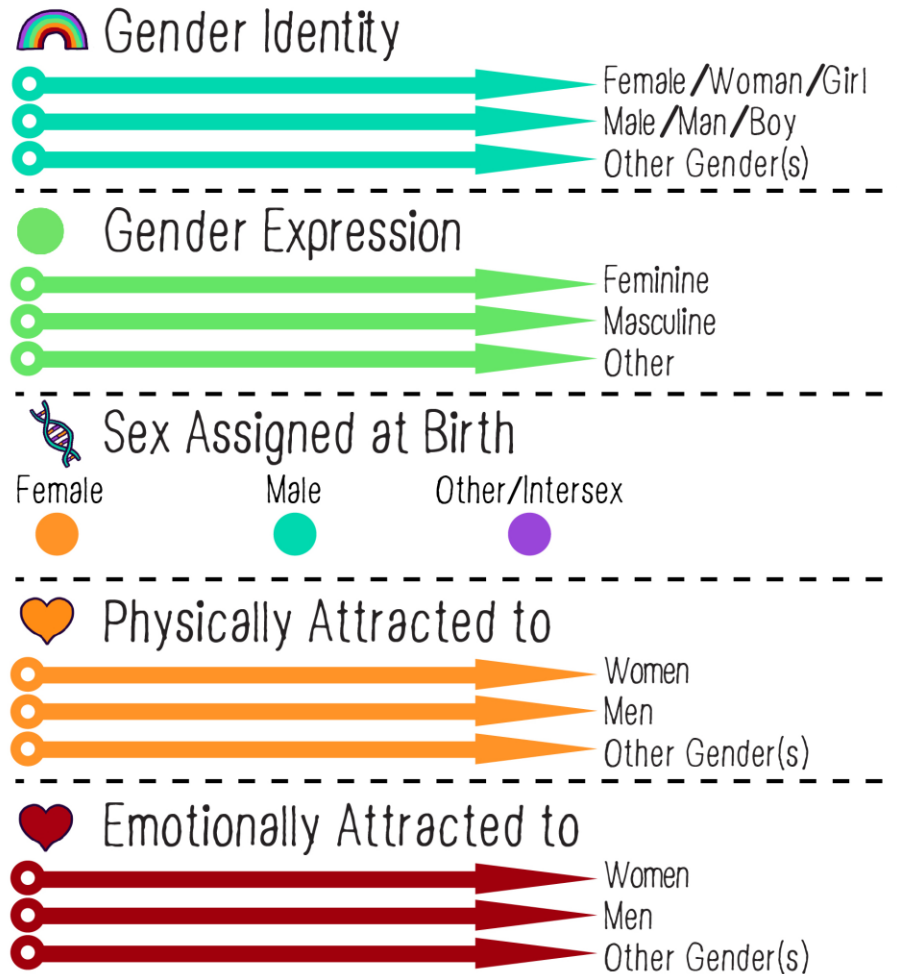 Gender Identity
Female/Woman/Girl
Male/Man/Boy
Other Gender(s)
Gender Expression
Feminine
Masculine
Other
Sex Assigned at Birth
Female Male Other/Intersex
Physically Attracted to
Women
Men
Other Gender(s)
Emotionally Attracted to
Women
Men
Other Gender(s)